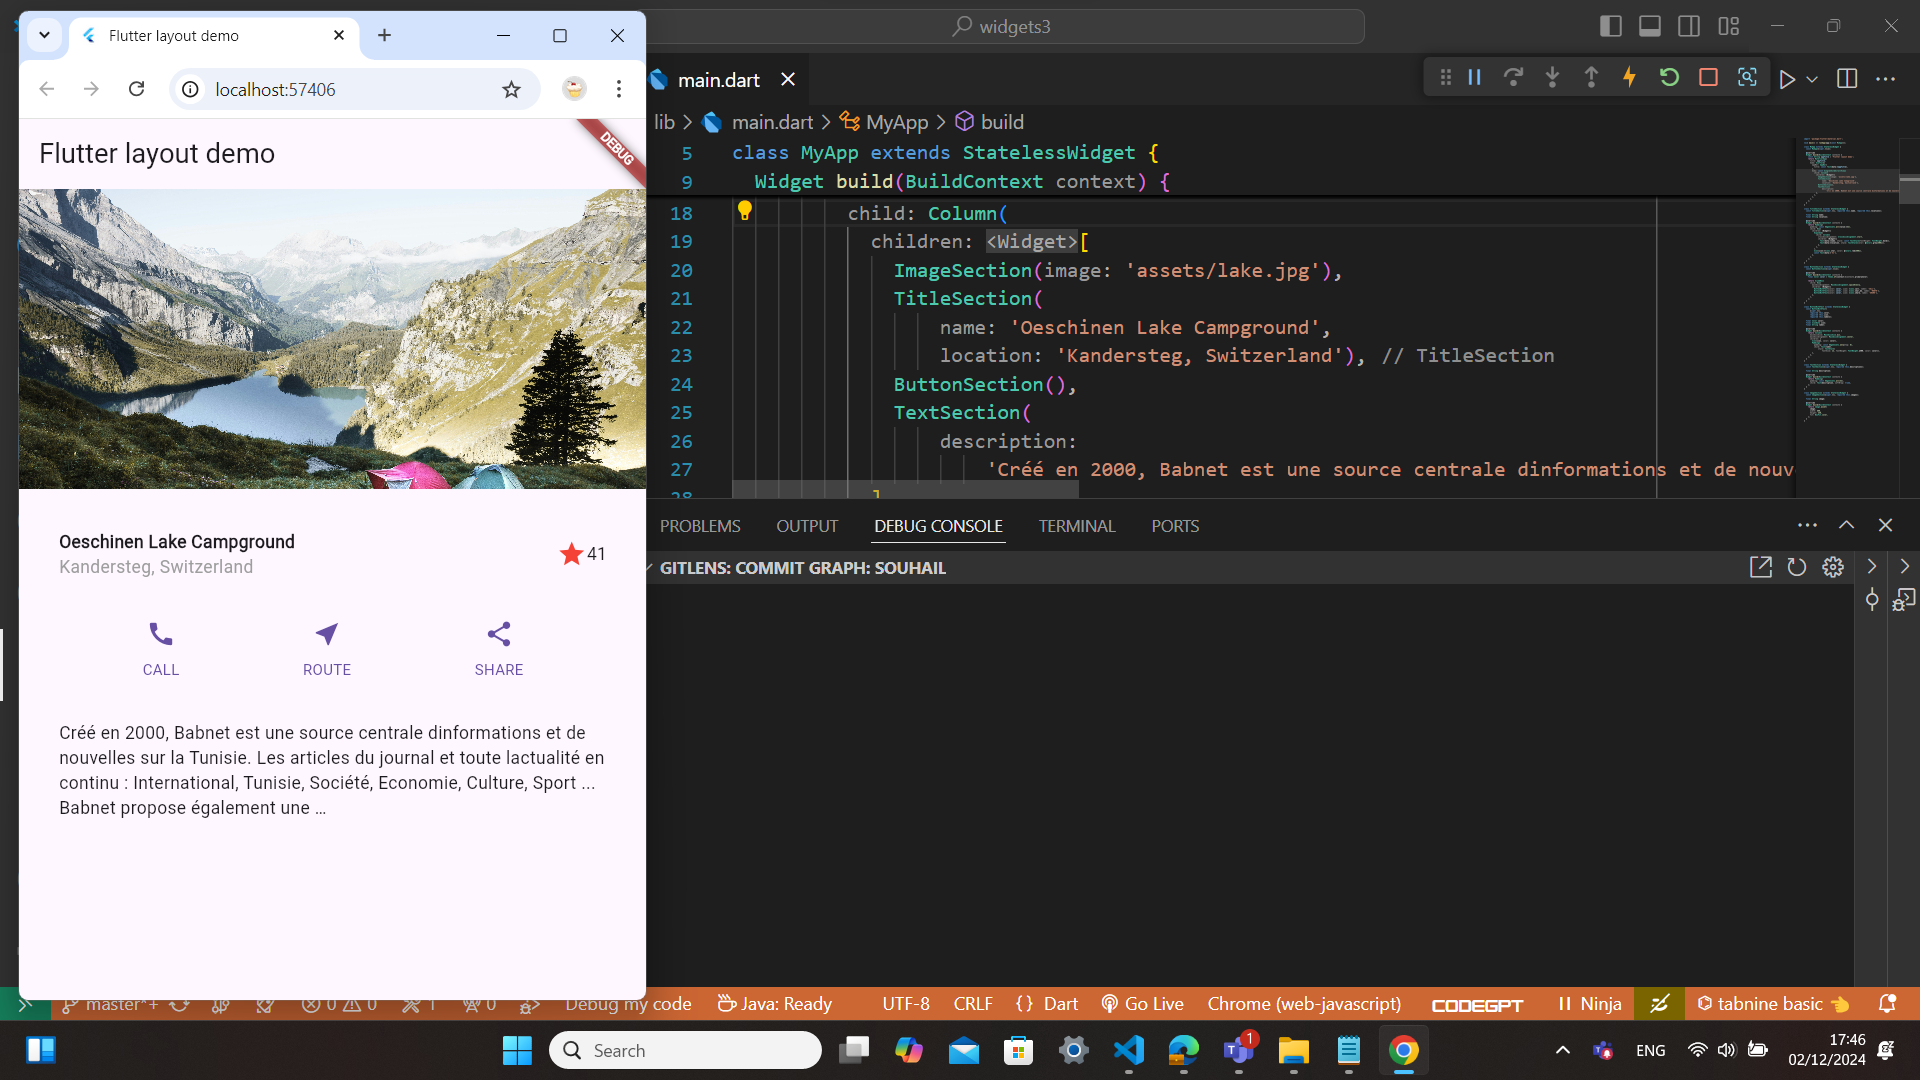 Flutter layout demo
localhost:57406
Flutter layout demo
DEBUG
Oeschinen Lake Campground
Kandersteg, Switzerland
41
CALL
ROUTE
SHARE
Créé en 2000, Babnet est une source centrale dinformations et de
nouvelles sur la Tunisie. Les articles du journal et toute lactualité en
continu : International, Tunisie, Société, Economie, Culture, Sport ...
Babnet propose également une …
widgets3
main.dart
lib > main.dart > MyApp > build
5 class MyApp extends StatelessWidget {
9 Widget build(BuildContext context) {
18 child: Column(
19 children: <Widget>[
20 ImageSection(image: 'assets/lake.jpg'),
21 TitleSection(
22 name: 'Oeschinen Lake Campground',
23 location: 'Kandersteg, Switzerland'), // TitleSection
24 ButtonSection(),
25 TextSection(
26 description:
27 'Créé en 2000, Babnet est une source centrale dinformations et de nouv
28 ]
PROBLEMS OUTPUT DEBUG CONSOLE TERMINAL PORTS
GITLENS: COMMIT GRAPH: SOUHAIL
master*+ 0 0 1 0 Debug my code Java: Ready UTF-8 CRLF {} Dart Go Live Chrome (web-javascript) CODEGPT Ninja tabnine basic
Search
1
ENG
17:46
02/12/2024